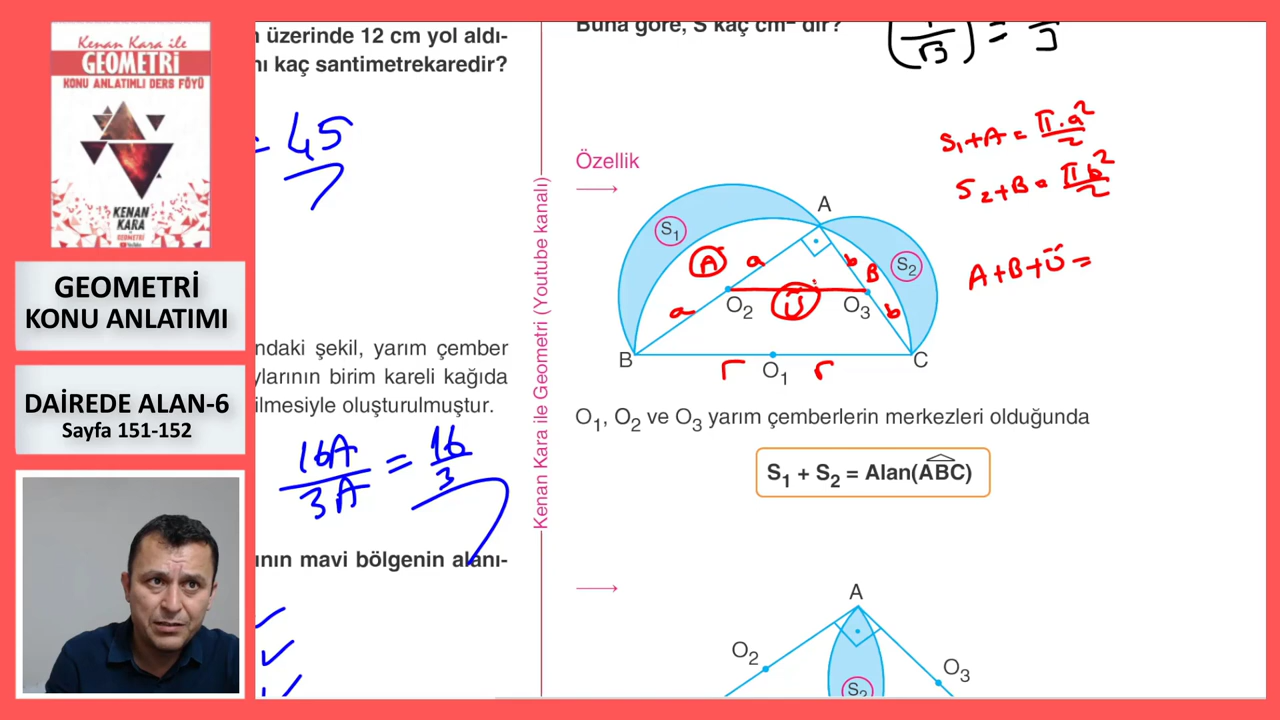 Kenan Kara ile
GEOMETRİ
KONU ANLATIMLI DERS FÖYÜ
KENAN
KARA
GEOMETRİ KONU ANLATIMI
DAİREDE ALAN-6
Sayfa 151-152
n üzerinde 12 cm yol aldı-
nı kaç santimetrekaredir?
= 45
ndaki şekil, yarım çember
ylarının birim kareli kağıda
ilmesiyle oluşturulmuştur.
16A/3A = 16/3
ının mavi bölgenin alanı-
Kenan Kara ile Geometri (Youtube kanalı)
Buna göre, S kaç cm² dir?
(1/√3) =
Özellik
S₁+A = π.a²/2
S₂+B = πb²/2
A+B+Ü =
A
S₁
S₂
A
a
b
B
O₂
Ü
O₃
a
b
B
r
O₁
r
C
O₁, O₂ ve O₃ yarım çemberlerin merkezleri olduğunda
S₁ + S₂ = Alan(ABC)
A
O₂
O₃
S₂